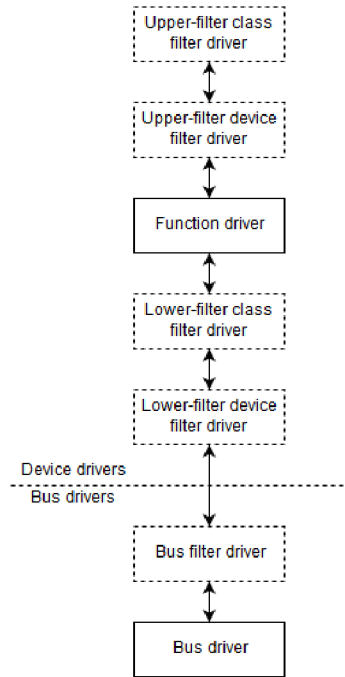 Upper-filter class
filter driver
Upper-filter device
filter driver
Function driver
Lower-filter class
filter driver
Lower-filter device
filter driver
Device drivers
Bus drivers
Bus filter driver
Bus driver